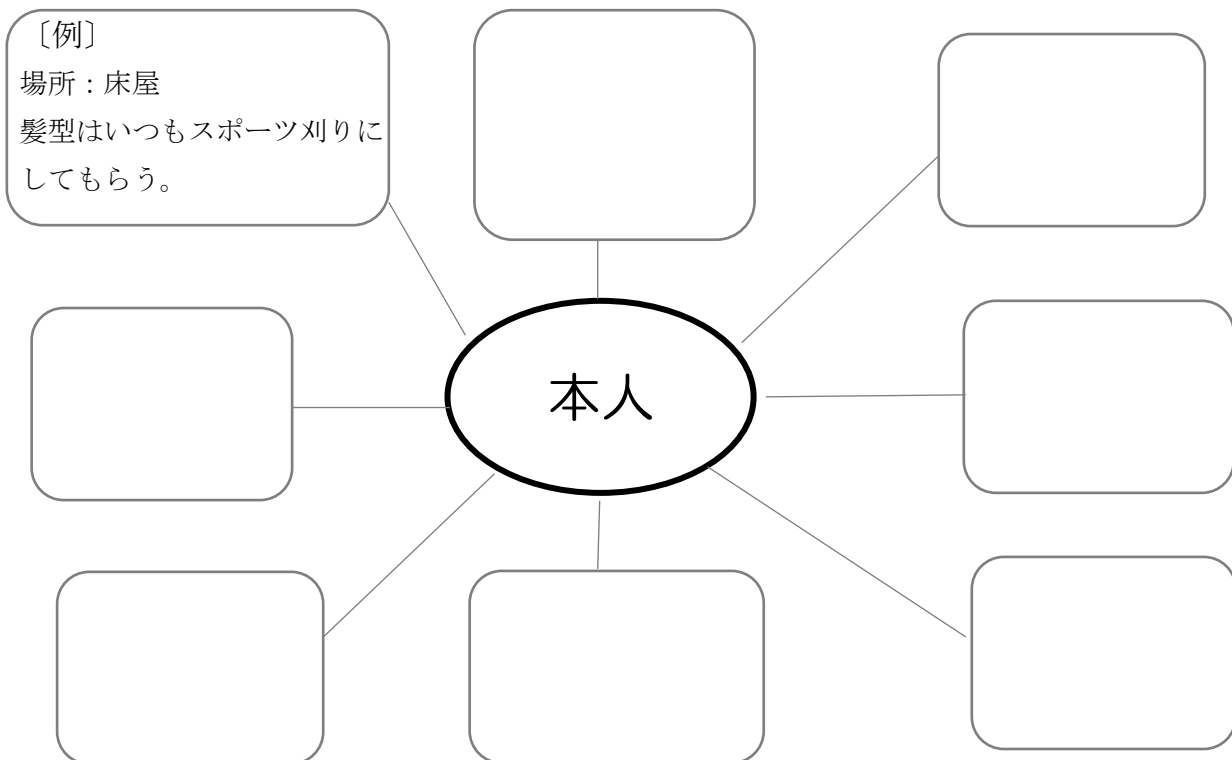 〔例〕
場所：床屋
髪型はいつもスポーツ刈りに
してもらう。
本人